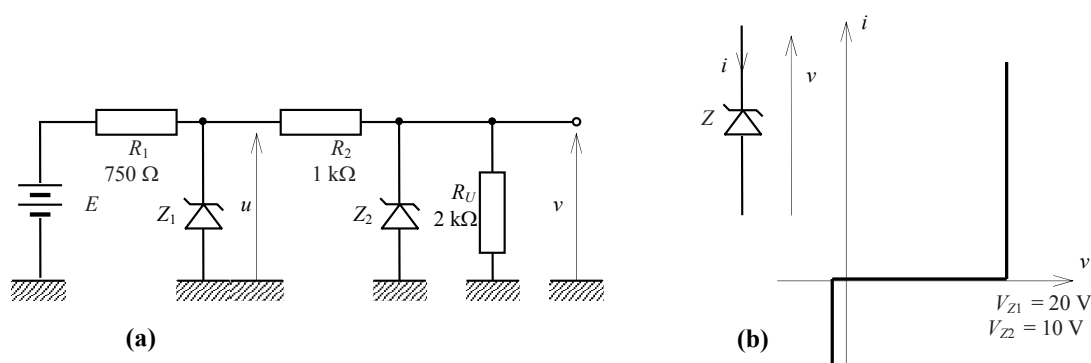 R1
750 Ω
E
Z1
u
R2
1 kΩ
Z2
RU
2 kΩ
v
(a)
i
Z
v
i
v
VZ1 = 20 V
VZ2 = 10 V
(b)